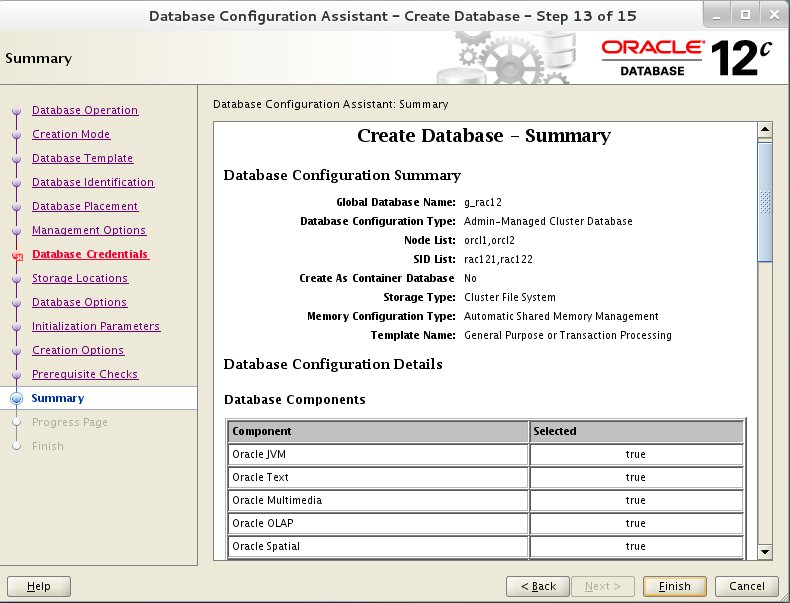 Database Configuration Assistant – Create Database – Step 13 of 15
Summary
ORACLE
DATABASE
12c
Database Operation
Creation Mode
Database Template
Database Identification
Database Placement
Management Options
Database Credentials
Storage Locations
Database Options
Initialization Parameters
Creation Options
Prerequisite Checks
Summary
Progress Page
Finish
Database Configuration Assistant: Summary
Create Database – Summary
Database Configuration Summary
Global Database Name: g_rac12
Database Configuration Type: Admin-Managed Cluster Database
Node List: orcl1,orcl2
SID List: rac121,rac122
Create As Container Database No
Storage Type: Cluster File System
Memory Configuration Type: Automatic Shared Memory Management
Template Name: General Purpose or Transaction Processing
Database Configuration Details
Database Components
Component Selected
Oracle JVM true
Oracle Text true
Oracle Multimedia true
Oracle OLAP true
Oracle Spatial true
Help < Back Next > Finish Cancel